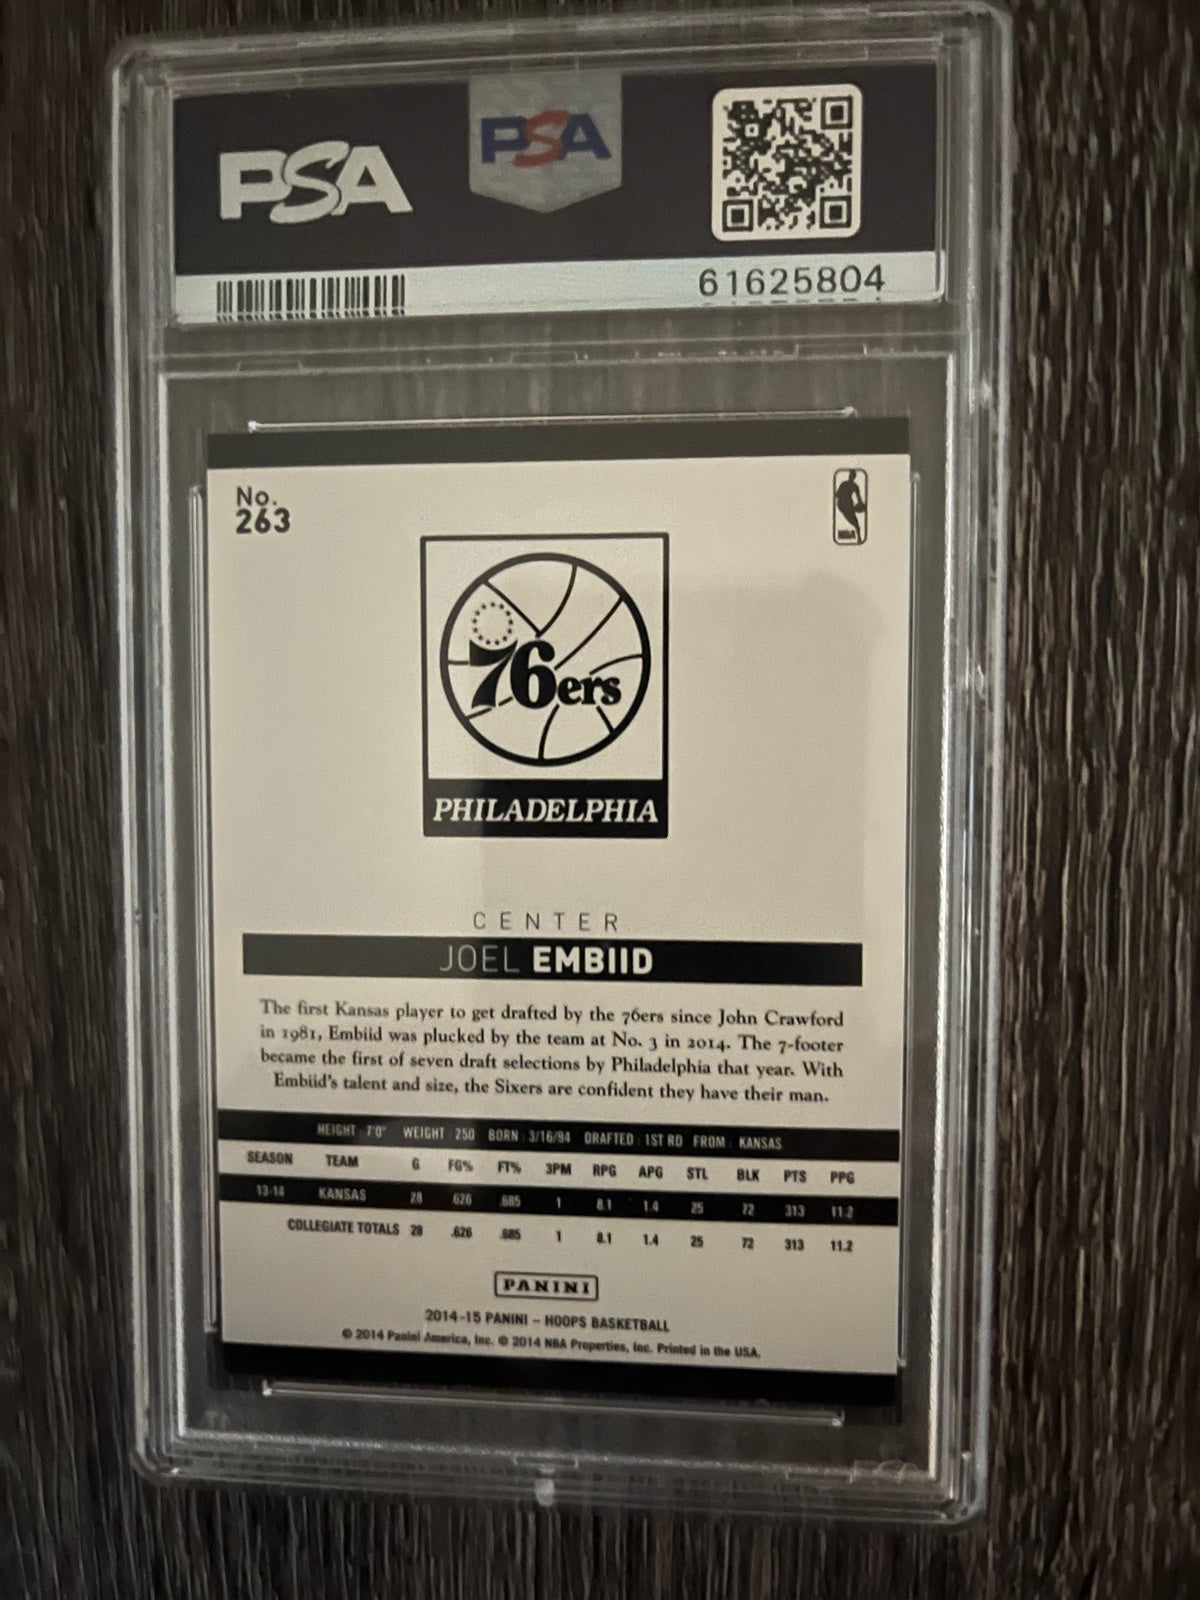 PSA
PSA
61625804
No.
263
NBA
76ers
PHILADELPHIA
CENTER
JOEL EMBIID
The first Kansas player to get drafted by the 76ers since John Crawford
in 1981, Embiid was plucked by the team at No. 3 in 2014. The 7-footer
became the first of seven draft selections by Philadelphia that year. With
Embiid's talent and size, the Sixers are confident they have their man.
HEIGHT : 7'0" WEIGHT : 250 BORN : 3/16/94 DRAFTED : 1ST RD FROM : KANSAS
SEASON TEAM G FG% FT% 3PM RPG APG STL BLK PTS PPG
13-14 KANSAS 28 .626 .685 1 8.1 1.4 25 72 313 11.2
COLLEGIATE TOTALS 28 .626 .685 1 8.1 1.4 25 72 313 11.2
PANINI
2014-15 PANINI – HOOPS BASKETBALL
© 2014 Panini America, Inc. © 2014 NBA Properties, Inc. Printed in the USA.